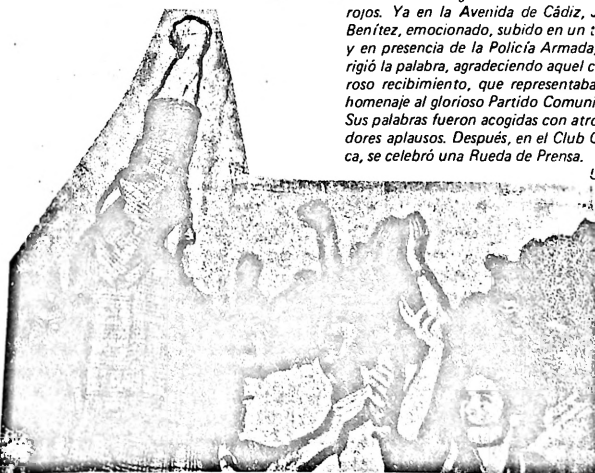 rojos. Ya en la Avenida de Cádiz,
Benítez, emocionado, subido en un
y en presencia de la Policía Armada,
rigió la palabra, agradeciendo aquel
roso recibimiento, que representaba
homenaje al glorioso Partido Comuni
Sus palabras fueron acogidas con atro
dores aplausos. Después, en el Club
ca, se celebró una Rueda de Prensa.